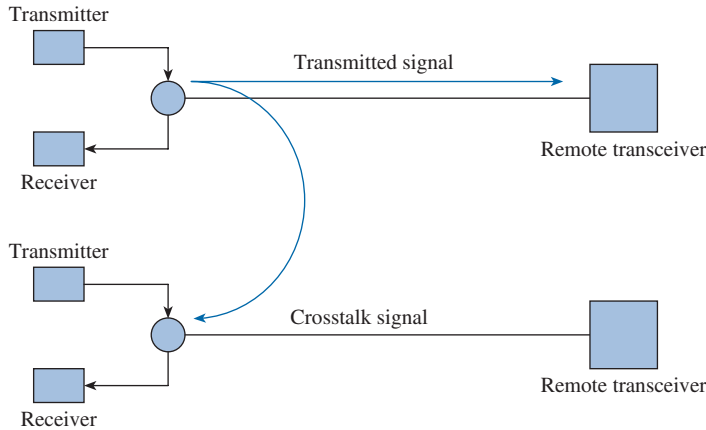 Transmitter
Transmitted signal
Remote transceiver
Receiver
Transmitter
Crosstalk signal
Remote transceiver
Receiver